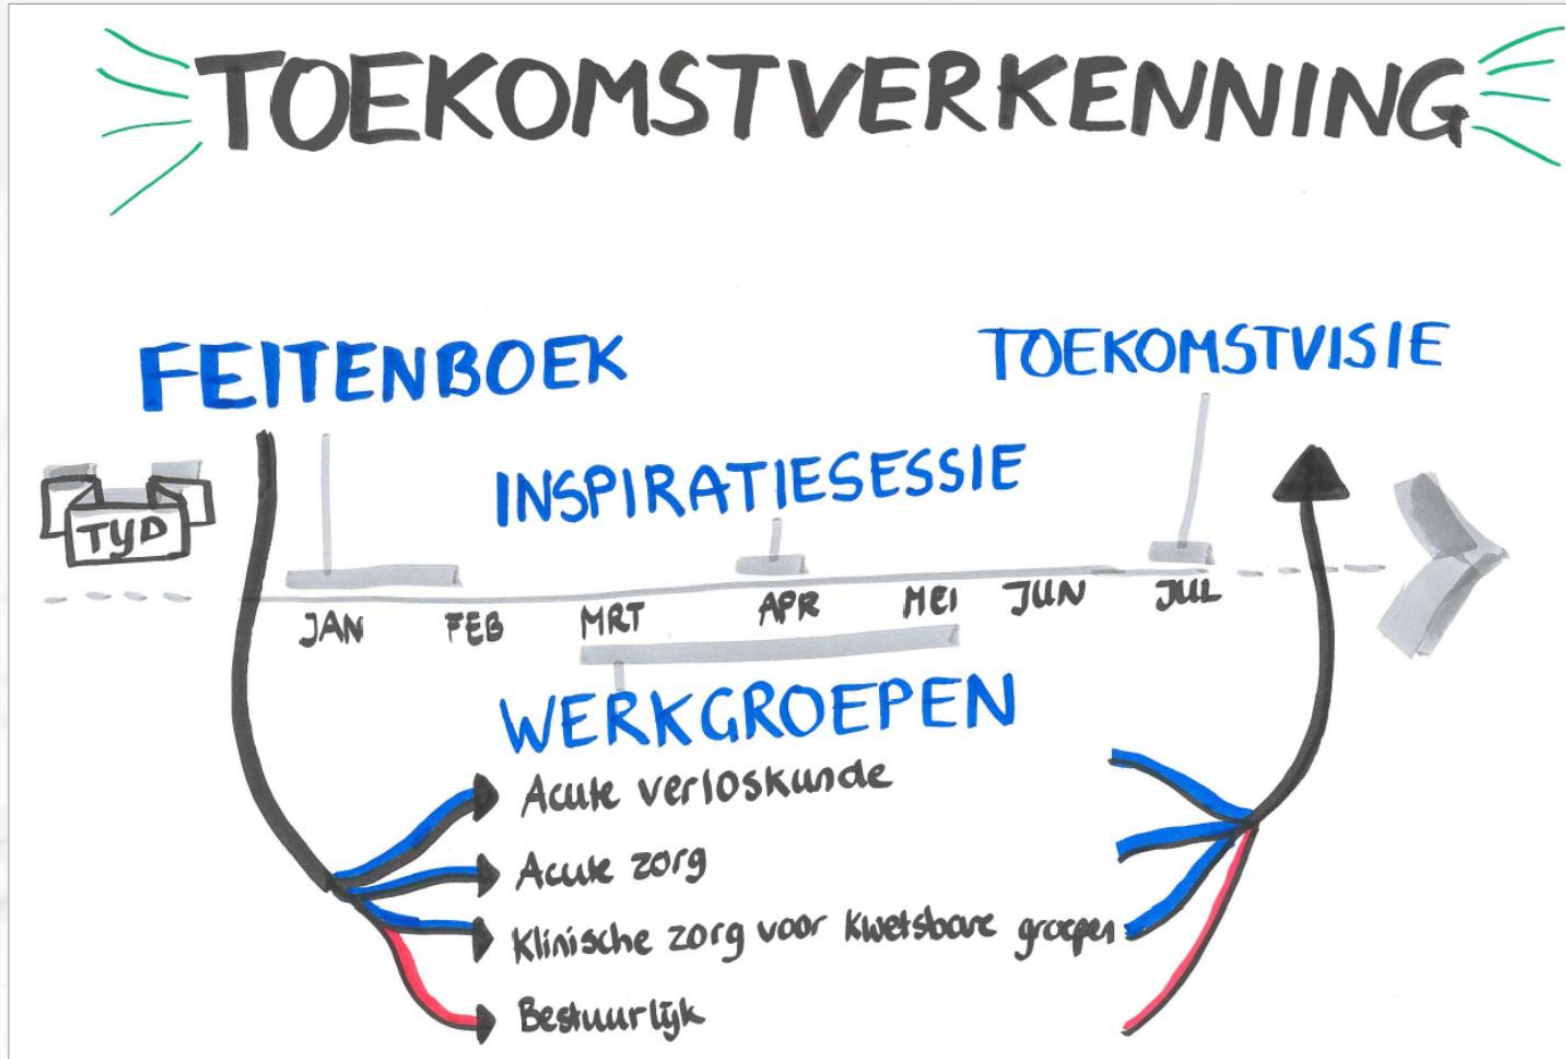 TOEKOMSTVERKENNING
FEITENBOEK
TOEKOMSTVISIE
INSPIRATIESESSIE
TYD
JAN FEB MRT APR MEI JUN JUL
WERKGROEPEN
Acute verloskunde
Acute zorg
Klinische zorg voor kwetsbare groepen
Bestuurlijk